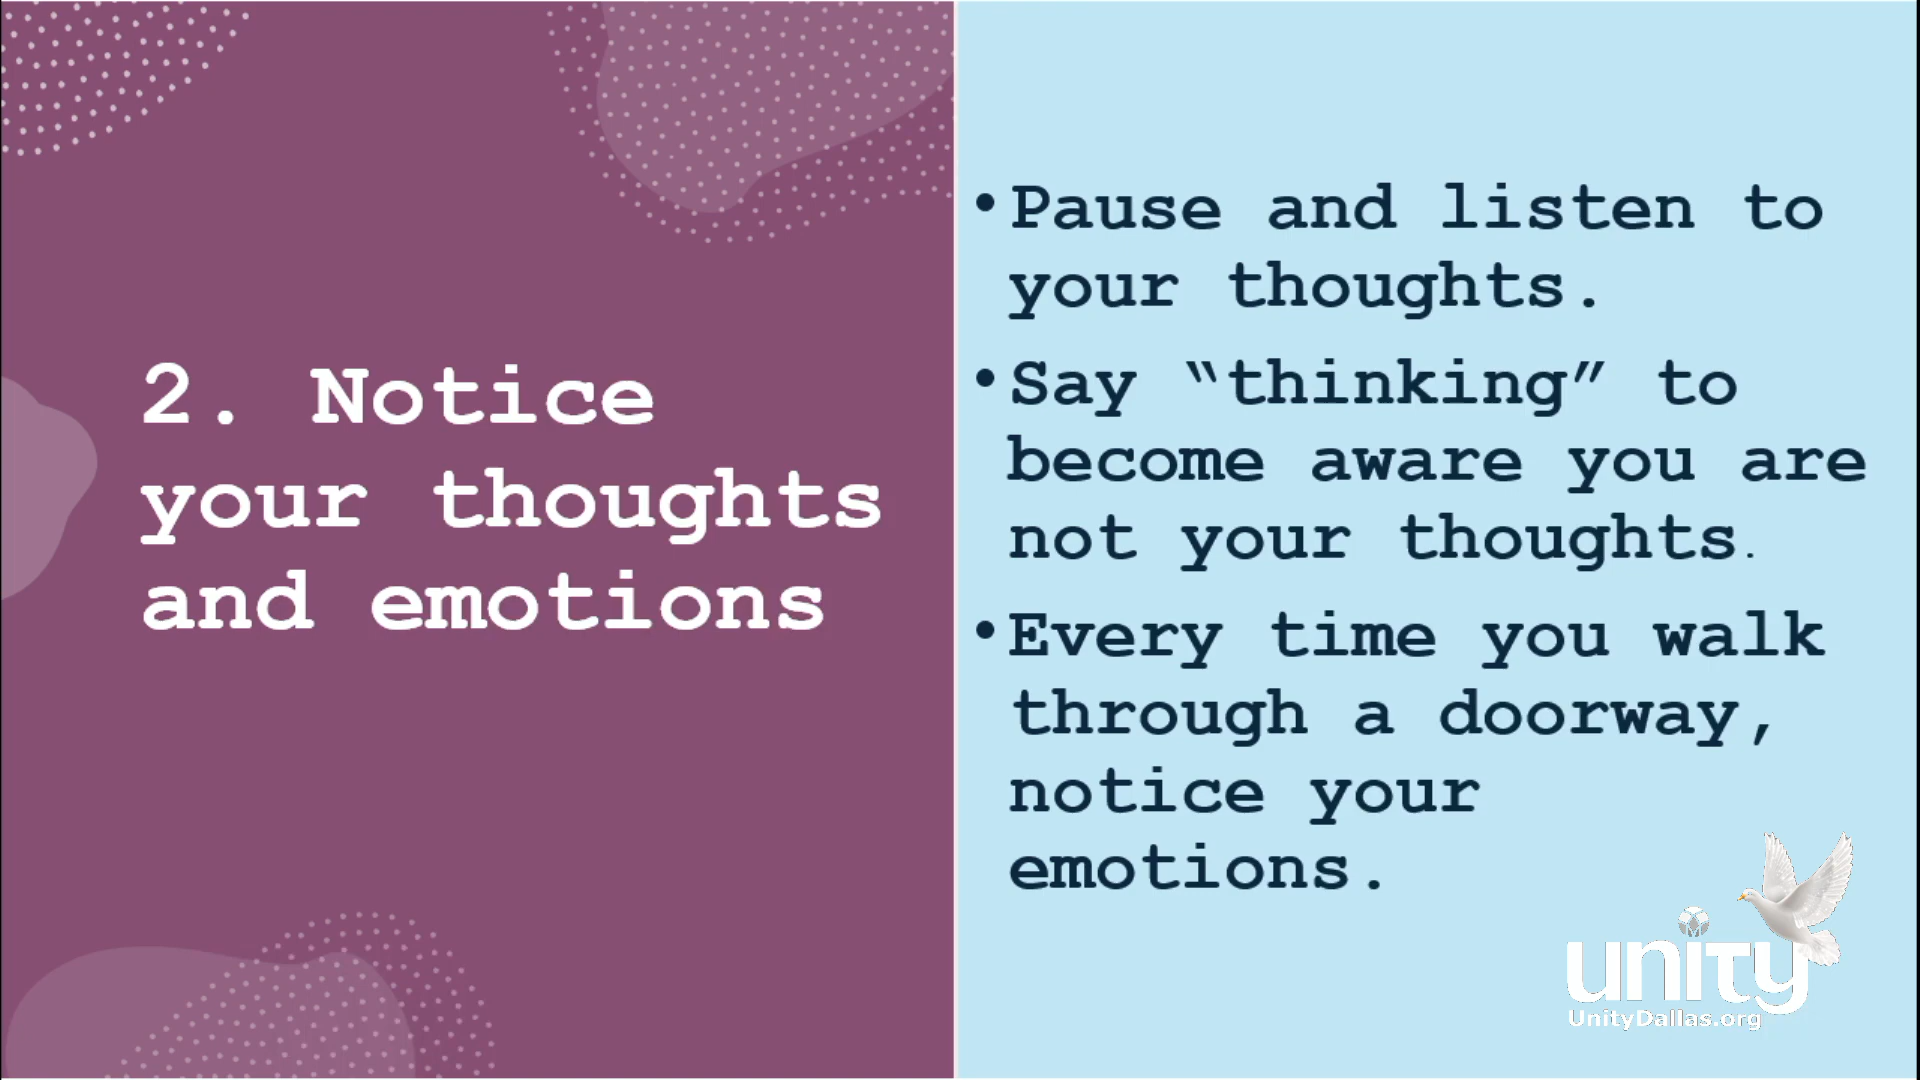 2. Notice
your thoughts
and emotions
•Pause and listen to
your thoughts.
•Say “thinking” to
become aware you are
not your thoughts.
•Every time you walk
through a doorway,
notice your
emotions.
unity
UnityDallas.org